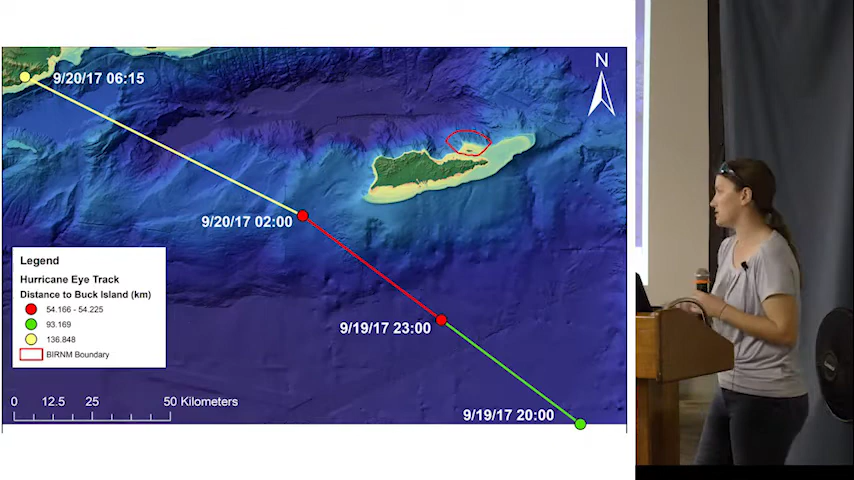 N
9/20/17 06:15
9/20/17 02:00
9/19/17 23:00
9/19/17 20:00
Legend
Hurricane Eye Track
Distance to Buck Island (km)
54.166 - 54.225
93.169
136.848
BIRNM Boundary
0 12.5 25 50 Kilometers